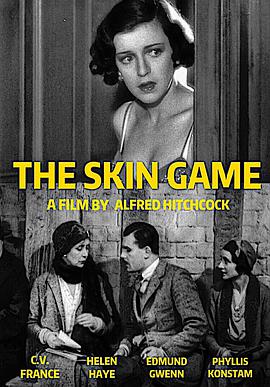 THE SKIN GAME
A FILM BY ALFRED HITCHCOCK
C.V. FRANCE
HELEN HAYE
EDMUND GWENN
PHYLLIS KONSTAM